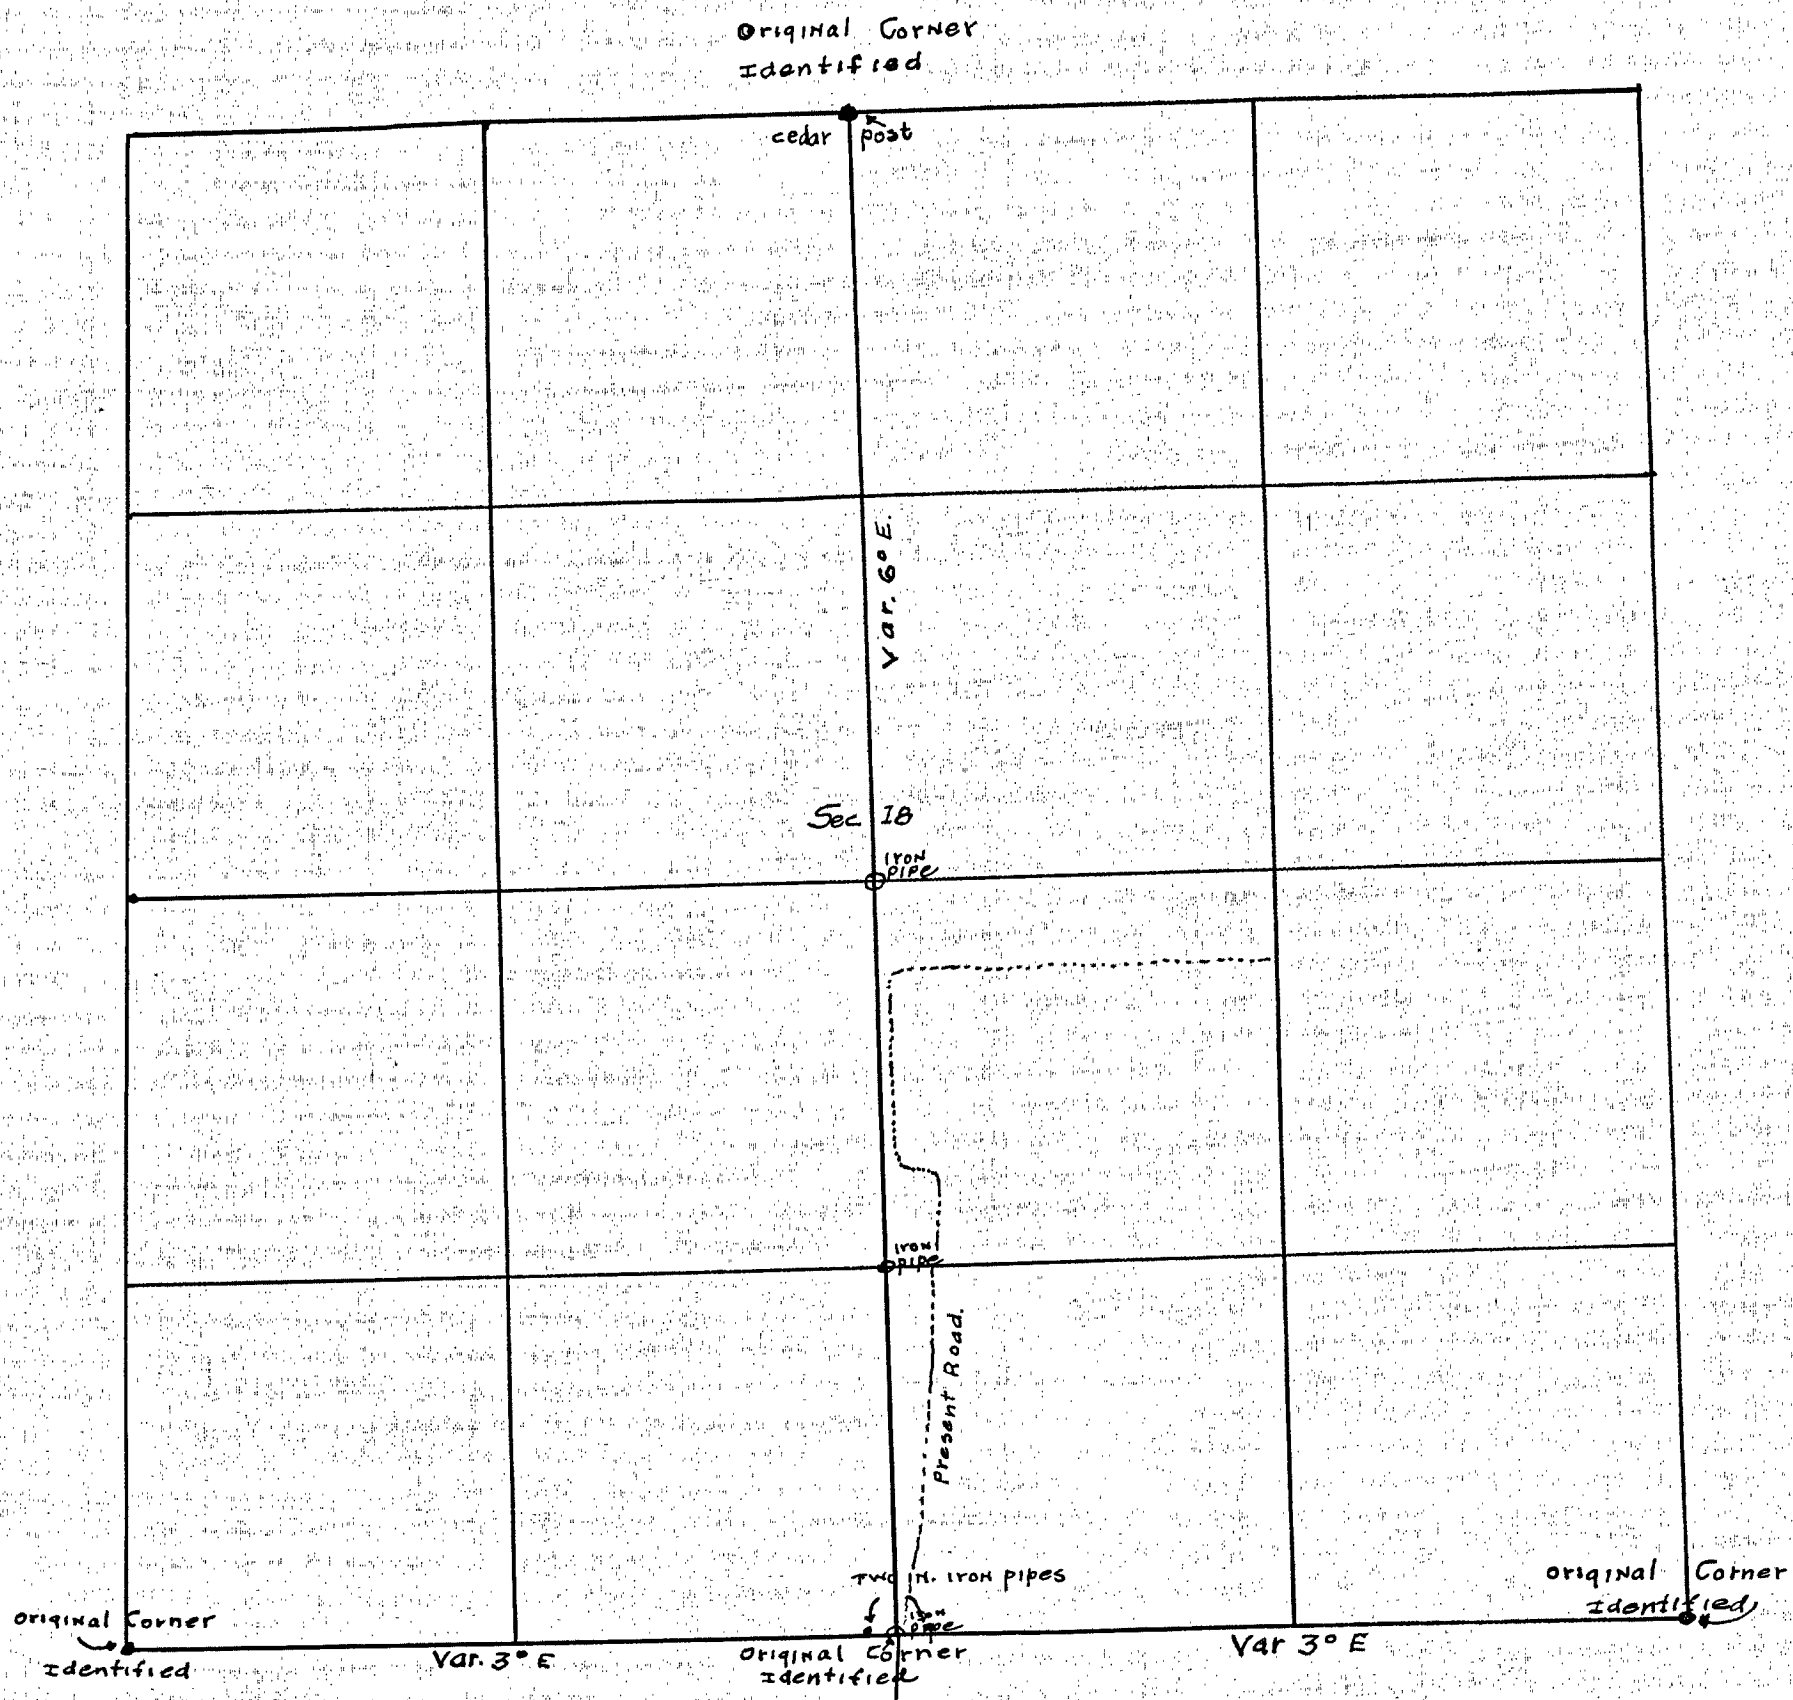 Original Corner
Identified
cedar post
Var. 6° E.
Sec 18
Iron
pipe
Iron
pipe
Present Road.
Two IN. Iron pipes
Original Corner
Identified
Original Corner
Identified
Iron
pipe
Var. 3° E
Original Corner
Identified
Var 3° E